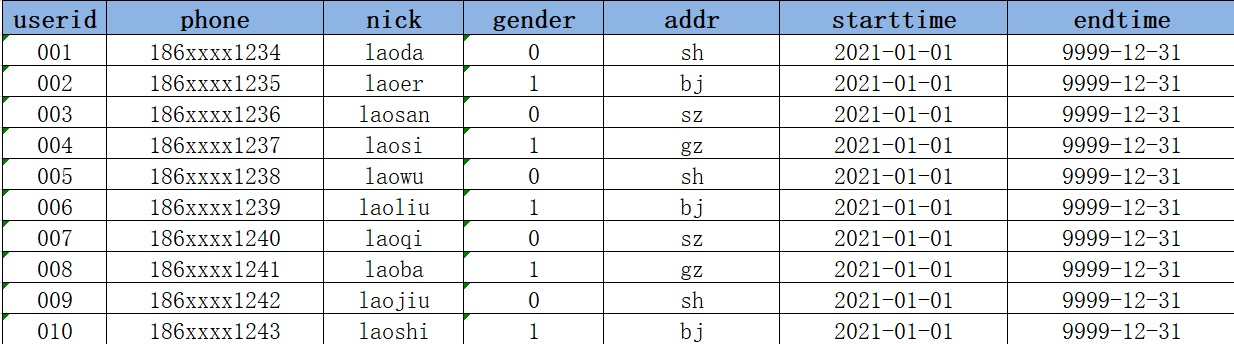 userid phone nick gender addr starttime endtime
001 186xxxx1234 laoda 0 sh 2021-01-01 9999-12-31
002 186xxxx1235 laoer 1 bj 2021-01-01 9999-12-31
003 186xxxx1236 laosan 0 sz 2021-01-01 9999-12-31
004 186xxxx1237 laosi 1 gz 2021-01-01 9999-12-31
005 186xxxx1238 laowu 0 sh 2021-01-01 9999-12-31
006 186xxxx1239 laoliu 1 bj 2021-01-01 9999-12-31
007 186xxxx1240 laoqi 0 sz 2021-01-01 9999-12-31
008 186xxxx1241 laoba 1 gz 2021-01-01 9999-12-31
009 186xxxx1242 laojiu 0 sh 2021-01-01 9999-12-31
010 186xxxx1243 laoshi 1 bj 2021-01-01 9999-12-31